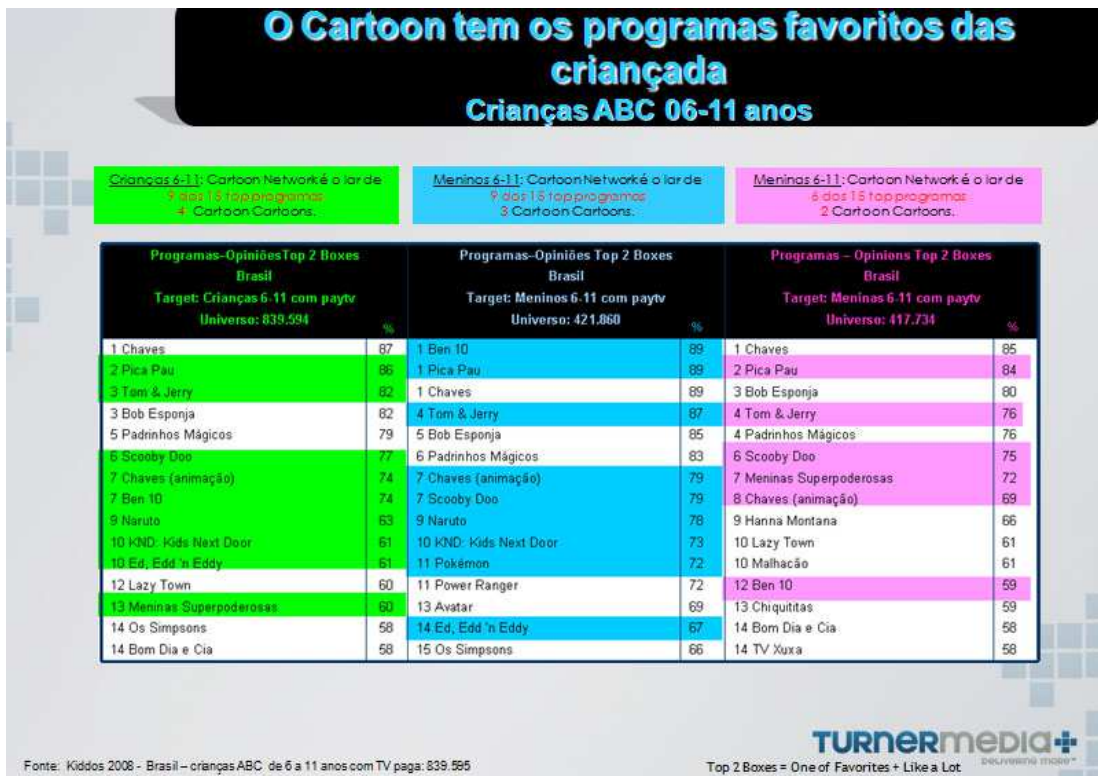 O Cartoon tem os programas favoritos das
criançada
Crianças ABC 06-11 anos
Crianças 6-11: Cartoon Network é o lar de
9 dos 15 top programas
4 Cartoon Cartoons.
Meninos 6-11: Cartoon Network é o lar de
9 dos 15 top programas
3 Cartoon Cartoons.
Meninas 6-11: Cartoon Network é o lar de
6 dos 15 top programas
2 Cartoon Cartoons.
Programas–Opiniões Top 2 Boxes
Brasil
Target: Crianças 6-11 com paytv
Universo: 839.594
%
1 Chaves 87
2 Pica Pau 86
3 Tom & Jerry 82
3 Bob Esponja 82
5 Padrinhos Mágicos 79
6 Scooby Doo 77
7 Chaves (animação) 74
7 Ben 10 74
9 Naruto 63
10 KND: Kids Next Door 61
10 Ed, Edd 'n Eddy 61
12 Lazy Town 60
13 Meninas Superpoderosas 60
14 Os Simpsons 58
14 Bom Dia e Cia 58
Programas–Opiniões Top 2 Boxes
Brasil
Target: Meninos 6-11 com paytv
Universo: 421.860
%
1 Ben 10 89
1 Pica Pau 89
1 Chaves 89
4 Tom & Jerry 87
5 Bob Esponja 85
6 Padrinhos Mágicos 83
7 Chaves (animação) 79
7 Scooby Doo 79
9 Naruto 78
10 KND: Kids Next Door 73
11 Pokémon 72
11 Power Ranger 72
13 Avatar 69
14 Ed, Edd 'n Eddy 67
15 Os Simpsons 66
Programas – Opinions Top 2 Boxes
Brasil
Target: Meninas 6-11 com paytv
Universo: 417.734
%
1 Chaves 85
2 Pica Pau 84
3 Bob Esponja 80
4 Tom & Jerry 76
4 Padrinhos Mágicos 76
6 Scooby Doo 75
7 Meninas Superpoderosas 72
8 Chaves (animação) 69
9 Hanna Montana 66
10 Lazy Town 61
10 Malhacão 61
12 Ben 10 59
13 Chiquititas 59
14 Bom Dia e Cia 58
14 TV Xuxa 58
TURNERMEDIA+
DELIVERING MORE™
Fonte: Kiddos 2008 - Brasil – crianças ABC de 6 a 11 anos com TV paga: 839.595
Top 2 Boxes = One of Favorites + Like a Lot